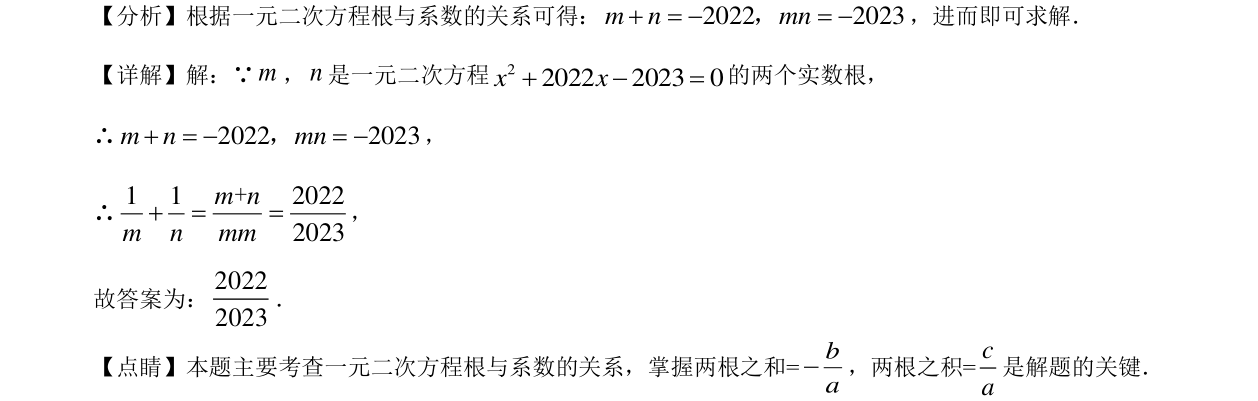 【分析】根据一元二次方程根与系数的关系可得：m+n=−2022，mn=−2023，进而即可求解．
【详解】解：∵m，n是一元二次方程x²+2022x−2023=0的两个实数根，
∴m+n=−2022，mn=−2023，
∴1/m+1/n=m+n/mm=2022/2023，
故答案为：2022/2023．
【点睛】本题主要考查一元二次方程根与系数的关系，掌握两根之和=−b/a，两根之积=c/a是解题的关键．